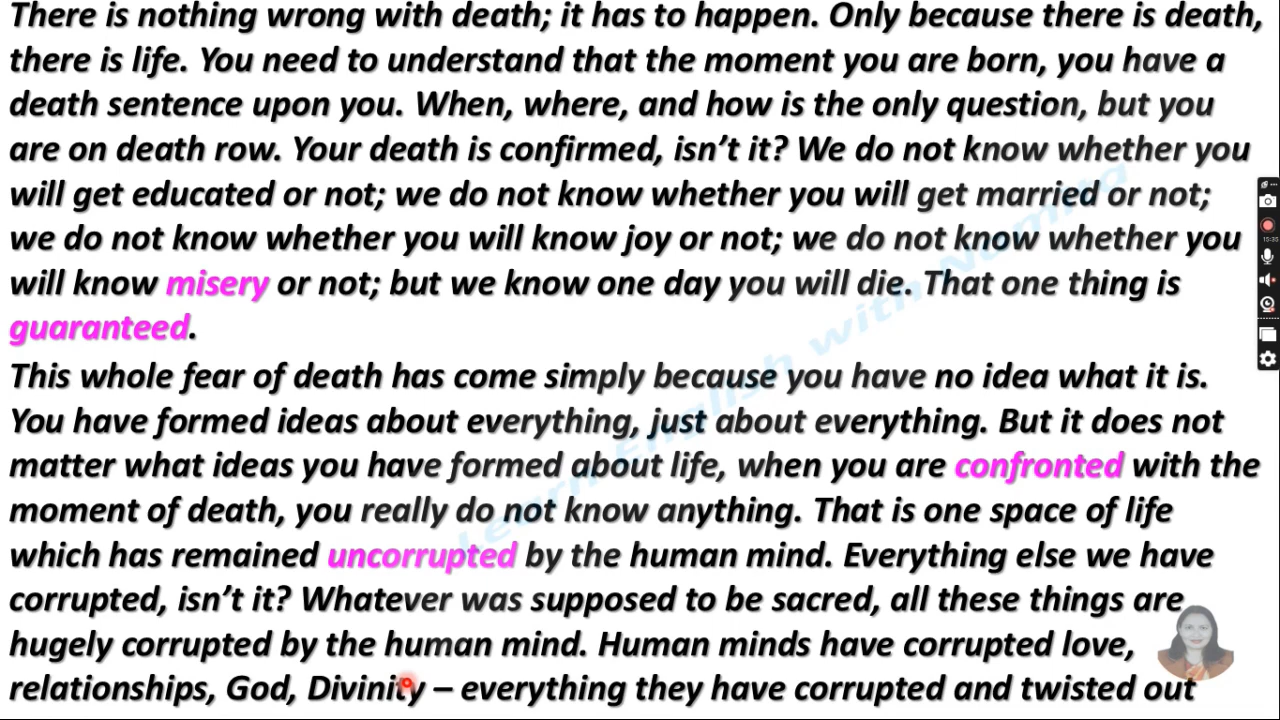 There is nothing wrong with death; it has to happen. Only because there is death,
there is life. You need to understand that the moment you are born, you have a
death sentence upon you. When, where, and how is the only question, but you
are on death row. Your death is confirmed, isn’t it? We do not know whether you
will get educated or not; we do not know whether you will get married or not;
we do not know whether you will know joy or not; we do not know whether you
will know misery or not; but we know one day you will die. That one thing is
guaranteed.
This whole fear of death has come simply because you have no idea what it is.
You have formed ideas about everything, just about everything. But it does not
matter what ideas you have formed about life, when you are confronted with the
moment of death, you really do not know anything. That is one space of life
which has remained uncorrupted by the human mind. Everything else we have
corrupted, isn’t it? Whatever was supposed to be sacred, all these things are
hugely corrupted by the human mind. Human minds have corrupted love,
relationships, God, Divinity – everything they have corrupted and twisted out
Learn English with Namita
15:35